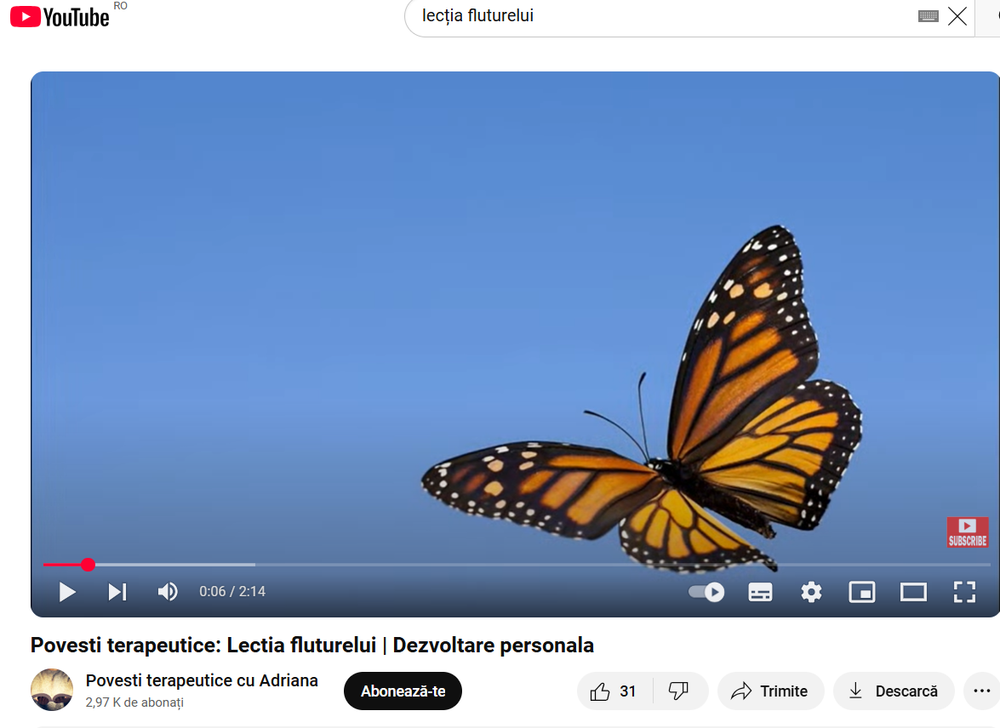 YouTube RO
lecția fluturelui
SUBSCRIBE
0:06 / 2:14
Povesti terapeutice: Lectia fluturelui | Dezvoltare personala
Povesti terapeutice cu Adriana
2,97 K de abonați
Abonează-te
31
Trimite
Descarcă